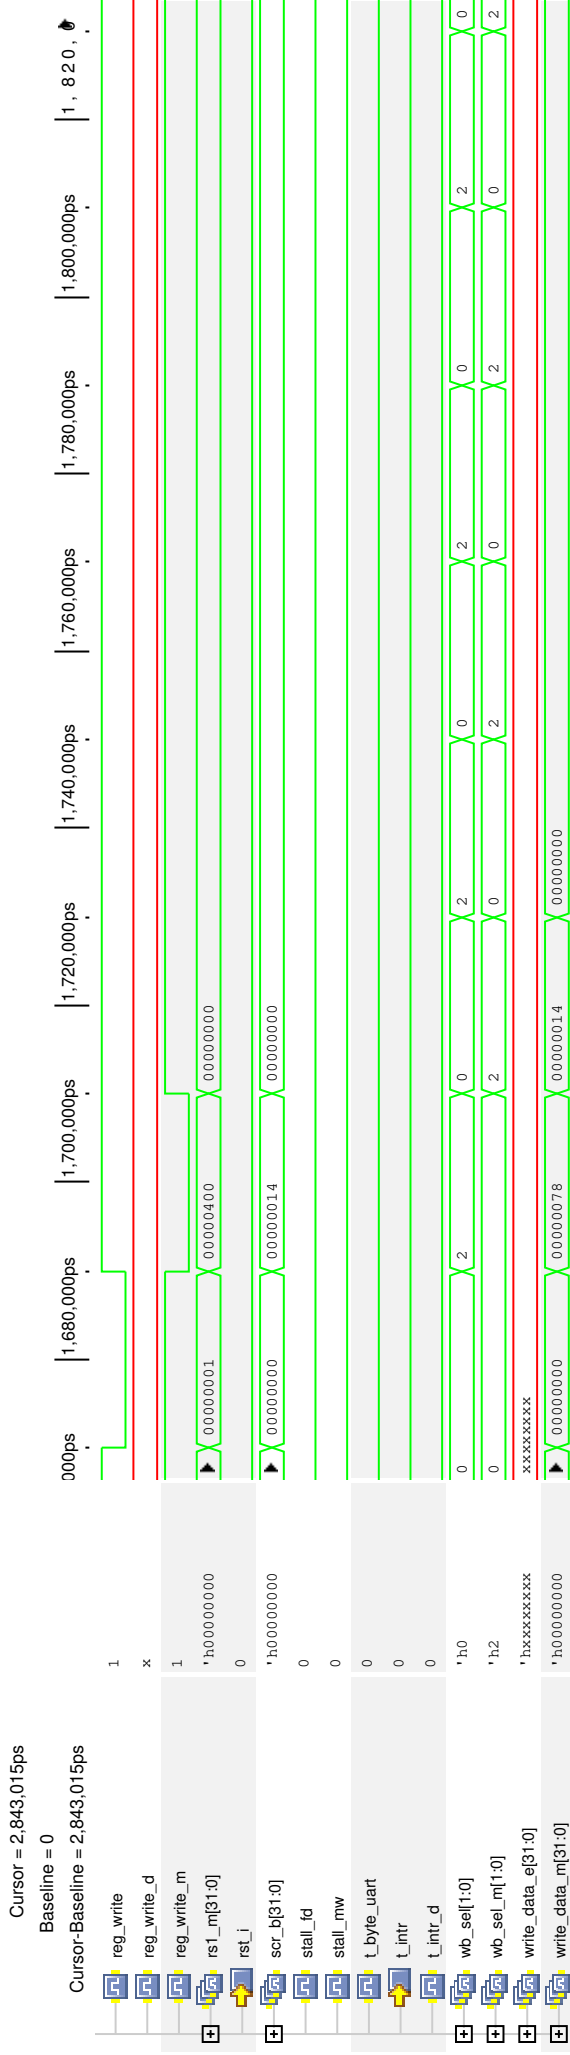 Cursor = 2,843,015ps
Baseline = 0
Cursor-Baseline = 2,843,015ps
000ps |1,680,000ps |1,700,000ps |1,720,000ps |1,740,000ps |1,760,000ps |1,780,000ps |1,800,000ps |1,820,0
reg_write 1
reg_write_d x
reg_write_m 1
rs1_m[31:0] 'h00000000 00000001 00000400 00000000
rst_i 0
scr_b[31:0] 'h00000000 00000000 00000014 00000000
stall_fd 0
stall_mw 0
t_byte_uart 0
t_intr 0
t_intr_d 0
wb_sel[1:0] 'h0 0 2 0 2 0 2 0 2 0
wb_sel_m[1:0] 'h2 0 2 0 2 0 2 0 2
write_data_e[31:0] 'hxxxxxxxx xxxxxxxx
write_data_m[31:0] 'h00000000 00000000 00000078 00000014 00000000